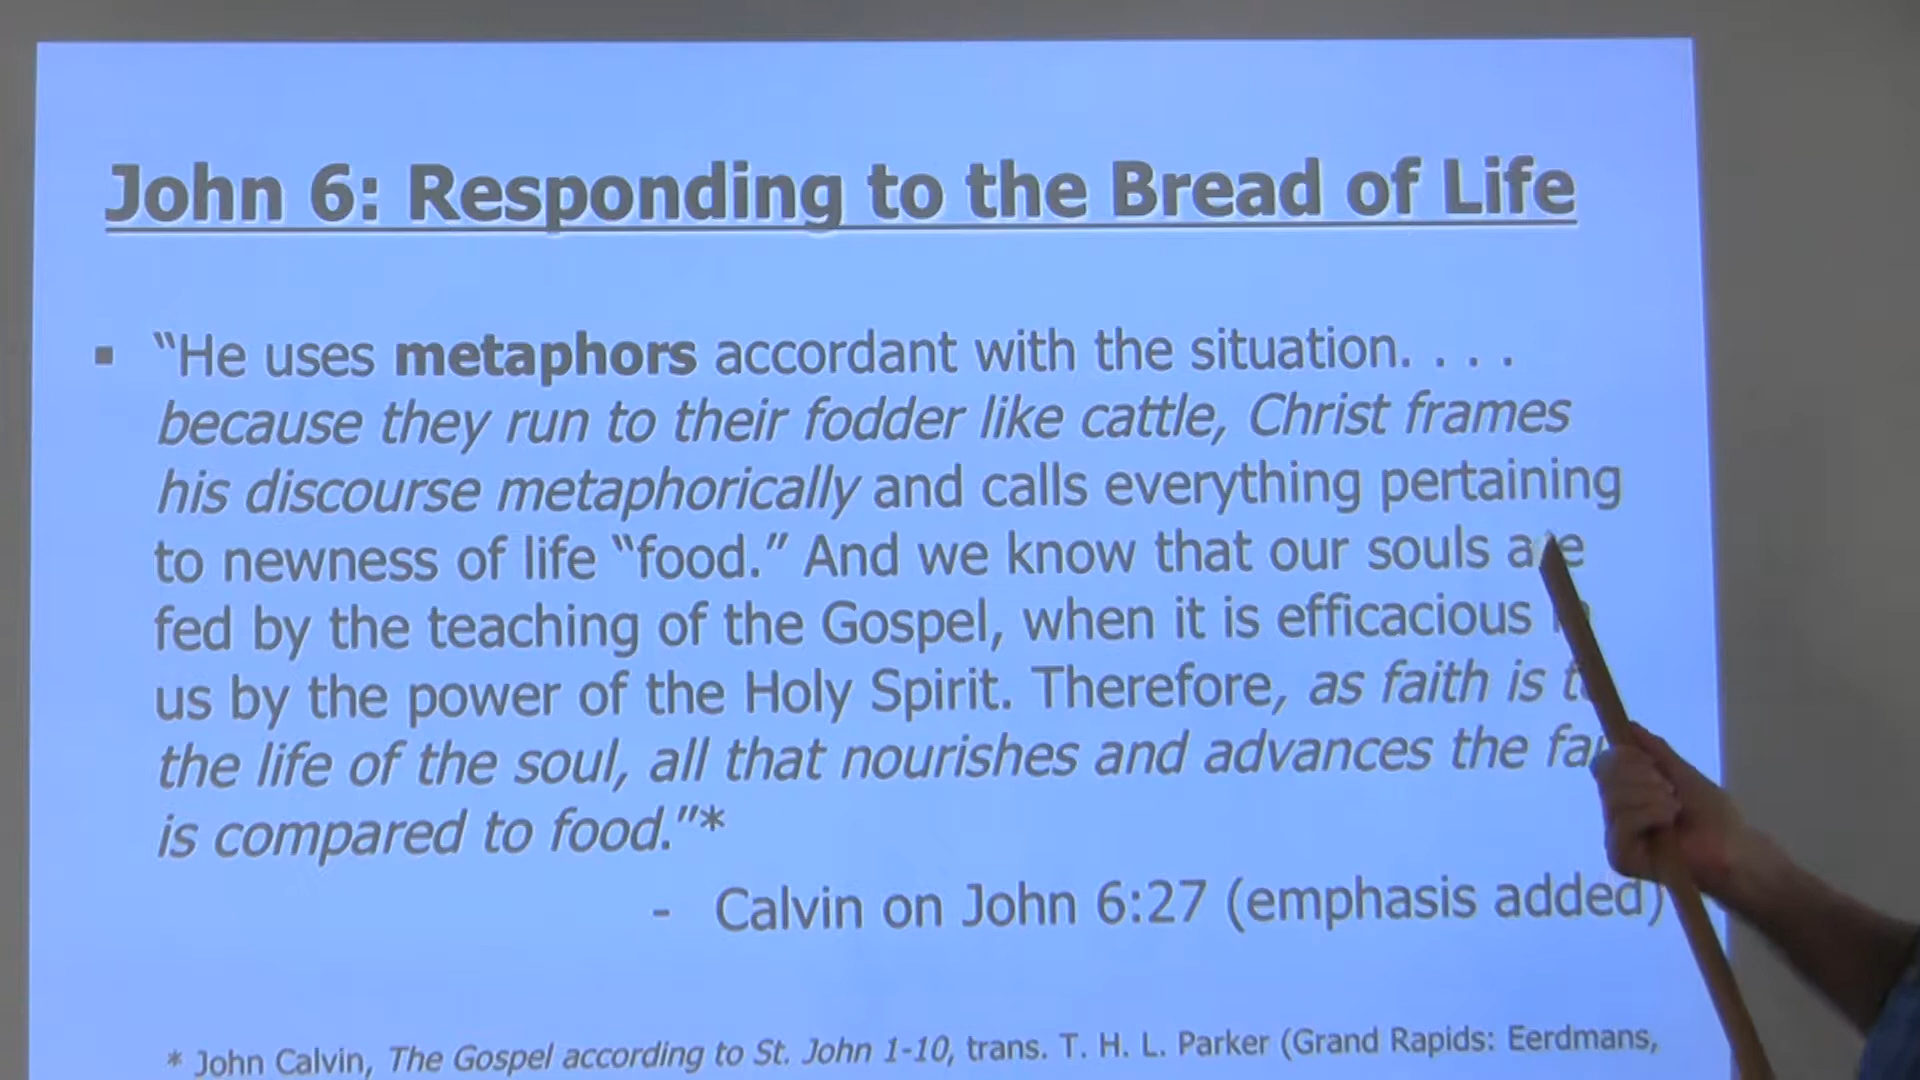 John 6: Responding to the Bread of Life
▪ “He uses metaphors accordant with the situation. . . .
because they run to their fodder like cattle, Christ frames
his discourse metaphorically and calls everything pertaining
to newness of life “food.” And we know that our souls are
fed by the teaching of the Gospel, when it is efficacious
us by the power of the Holy Spirit. Therefore, as faith is
the life of the soul, all that nourishes and advances the
is compared to food.”*
- Calvin on John 6:27 (emphasis added)
* John Calvin, The Gospel according to St. John 1-10, trans. T. H. L. Parker (Grand Rapids: Eerdmans,